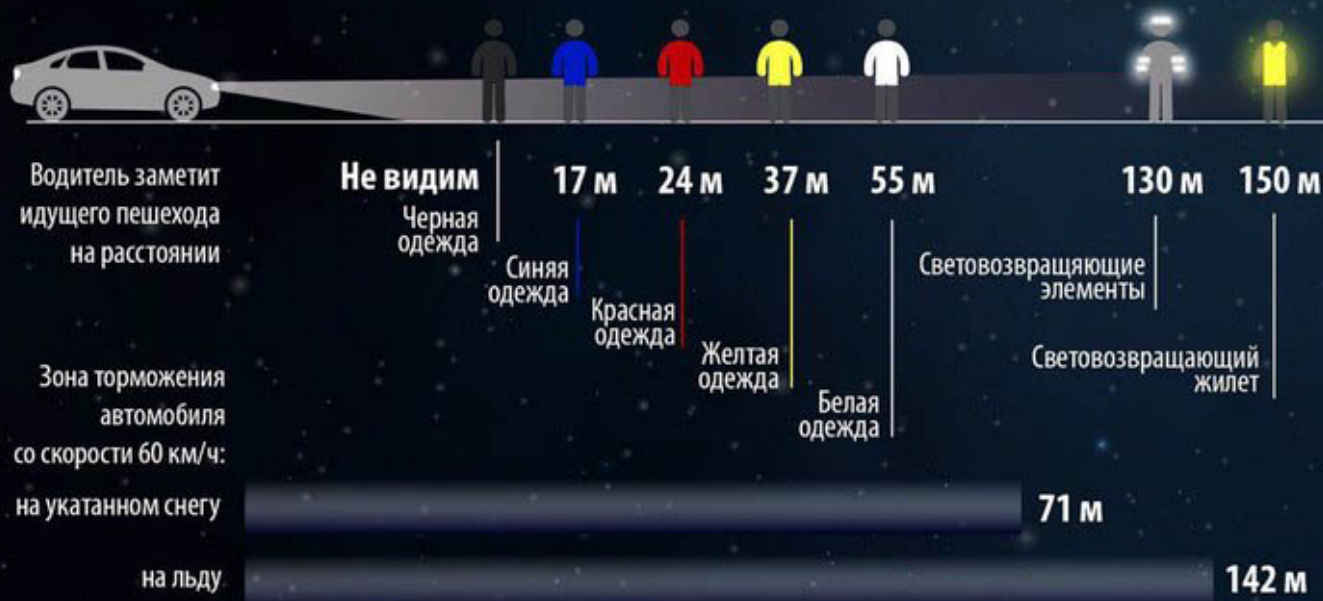 Водитель заметит
идущего пешехода
на расстоянии
Не видим
Черная
одежда
17 м
Синяя
одежда
24 м
Красная
одежда
37 м
Желтая
одежда
55 м
Белая
одежда
130 м
Световозвращяющие
элементы
150 м
Световозвращающий
жилет
Зона торможения
автомобиля
со скорости 60 км/ч:
на укатанном снегу
71 м
на льду
142 м